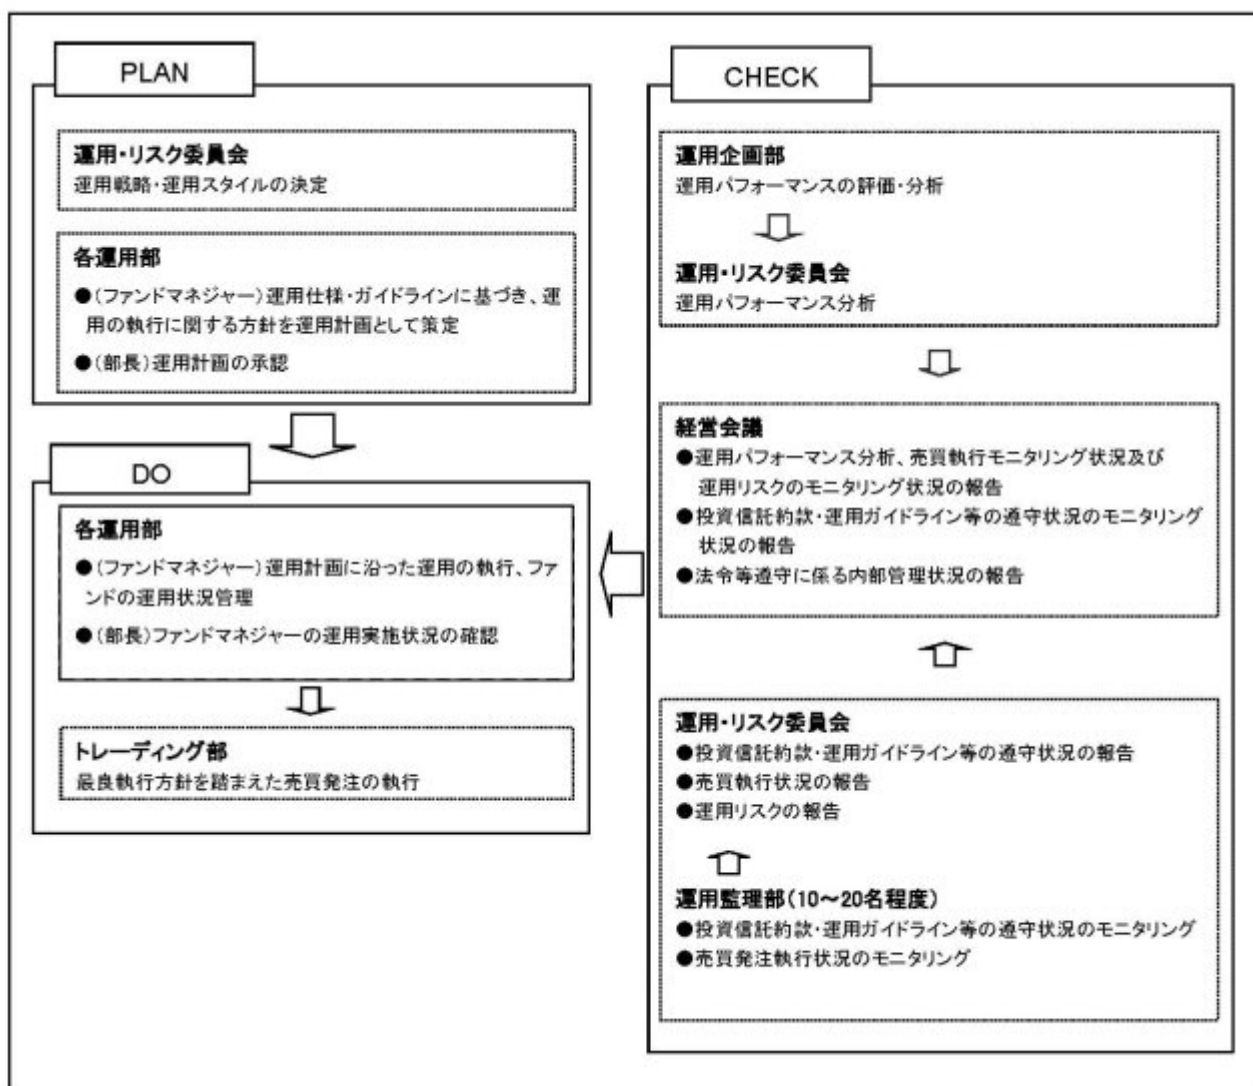 PLAN
運用・リスク委員会
運用戦略・運用スタイルの決定
各運用部
●(ファンドマネジャー)運用仕様・ガイドラインに基づき、運
用の執行に関する方針を運用計画として策定
●(部長)運用計画の承認
DO
各運用部
●(ファンドマネジャー)運用計画に沿った運用の執行、ファ
ンドの運用状況管理
●(部長)ファンドマネジャーの運用実施状況の確認
トレーディング部
最良執行方針を踏まえた売買発注の執行
CHECK
運用企画部
運用パフォーマンスの評価・分析
運用・リスク委員会
運用パフォーマンス分析
経営会議
●運用パフォーマンス分析、売買執行モニタリング状況及び
運用リスクのモニタリング状況の報告
●投資信託約款・運用ガイドライン等の遵守状況のモニタリング
状況の報告
●法令等遵守に係る内部管理状況の報告
運用・リスク委員会
●投資信託約款・運用ガイドライン等の遵守状況の報告
●売買執行状況の報告
●運用リスクの報告
運用監理部(10～20名程度)
●投資信託約款・運用ガイドライン等の遵守状況のモニタリング
●売買発注執行状況のモニタリング